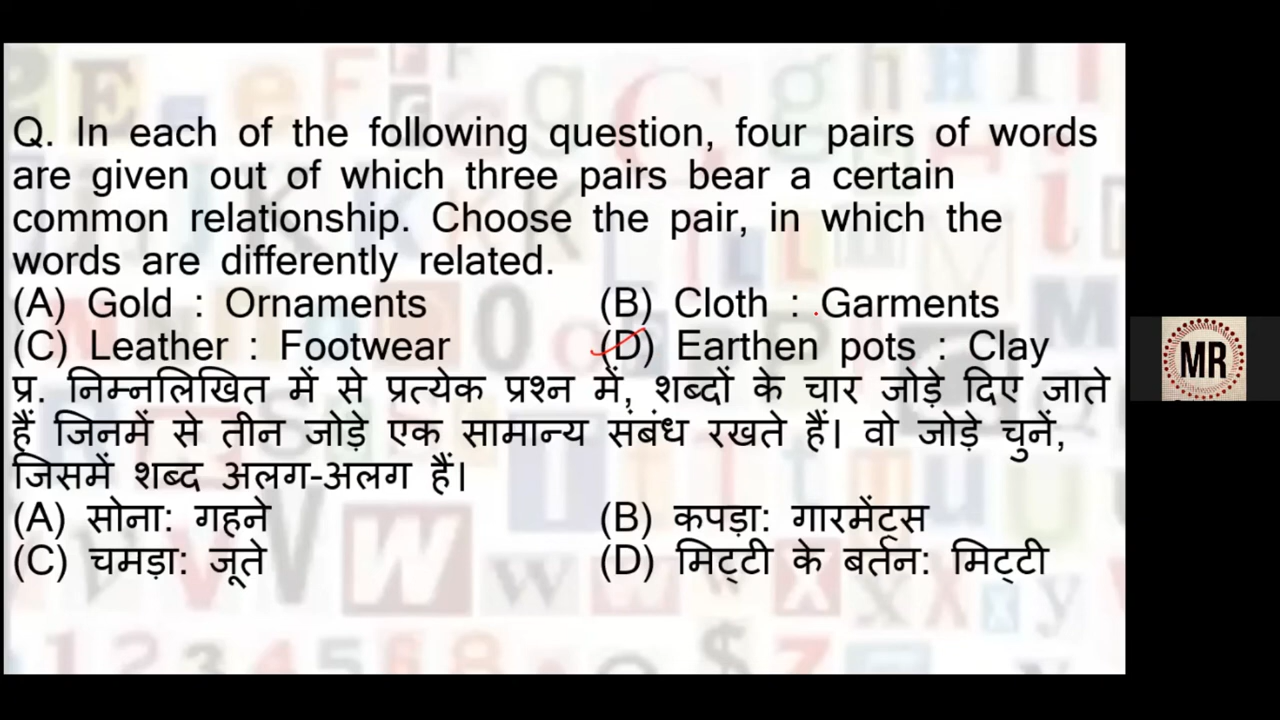 Q. In each of the following question, four pairs of words
are given out of which three pairs bear a certain
common relationship. Choose the pair, in which the
words are differently related.
(A) Gold : Ornaments (B) Cloth : Garments
(C) Leather : Footwear (D) Earthen pots : Clay
प्र. निम्नलिखित में से प्रत्येक प्रश्न में, शब्दों के चार जोड़े दिए जाते
हैं जिनमें से तीन जोड़े एक सामान्य संबंध रखते हैं। वो जोड़े चुनें,
जिसमें शब्द अलग-अलग हैं।
(A) सोना: गहने (B) कपड़ा: गारमेंट्स
(C) चमड़ा: जूते (D) मिट्टी के बर्तन: मिट्टी
MR